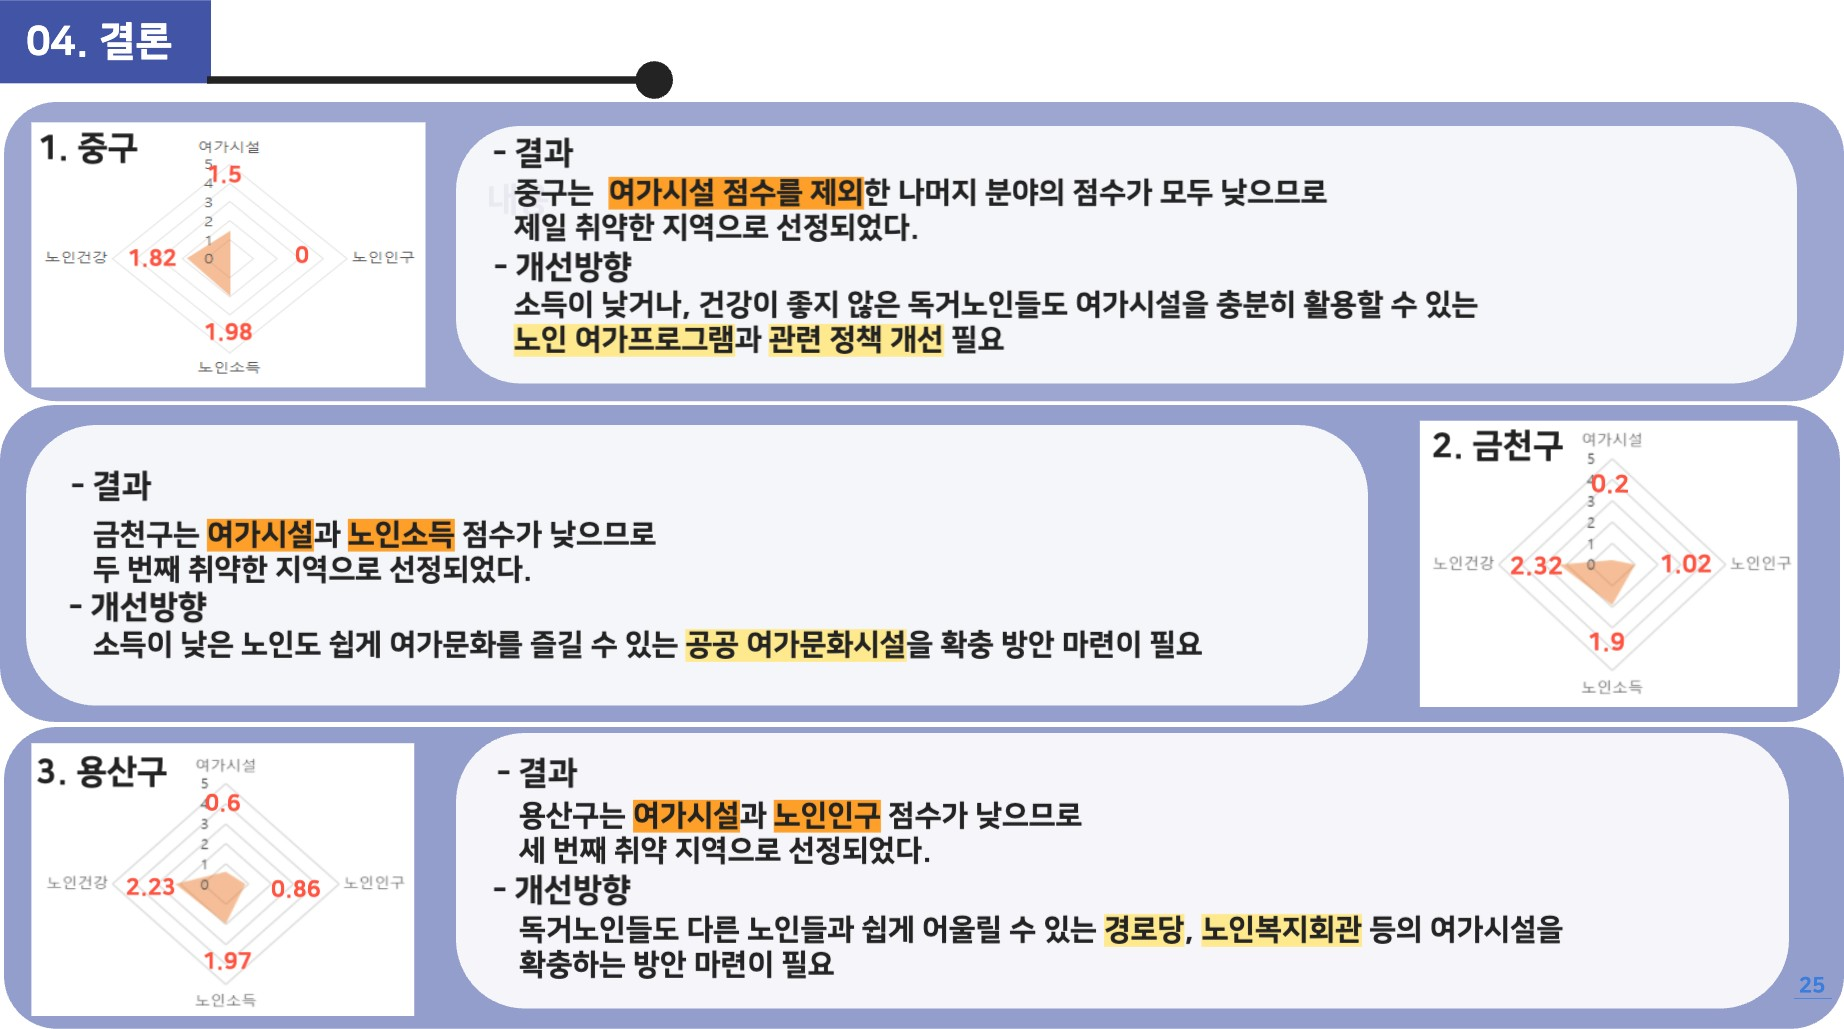 04. 결론
1. 중구
여가시설
5
1.5
4
3
2
1
0
노인건강
1.82
0
노인인구
1.98
노인소득
- 결과
중구는 여가시설 점수를 제외한 나머지 분야의 점수가 모두 낮으므로
제일 취약한 지역으로 선정되었다.
- 개선방향
소득이 낮거나, 건강이 좋지 않은 독거노인들도 여가시설을 충분히 활용할 수 있는
노인 여가프로그램과 관련 정책 개선 필요
- 결과
금천구는 여가시설과 노인소득 점수가 낮으므로
두 번째 취약한 지역으로 선정되었다.
- 개선방향
소득이 낮은 노인도 쉽게 여가문화를 즐길 수 있는 공공 여가문화시설을 확충 방안 마련이 필요
2. 금천구
여가시설
5
4
0.2
3
2
1
0
노인건강
2.32
1.02
노인인구
1.9
노인소득
3. 용산구
여가시설
5
4
0.6
3
2
1
0
노인건강
2.23
0.86
노인인구
1.97
노인소득
- 결과
용산구는 여가시설과 노인인구 점수가 낮으므로
세 번째 취약 지역으로 선정되었다.
- 개선방향
독거노인들도 다른 노인들과 쉽게 어울릴 수 있는 경로당, 노인복지회관 등의 여가시설을
확충하는 방안 마련이 필요
25